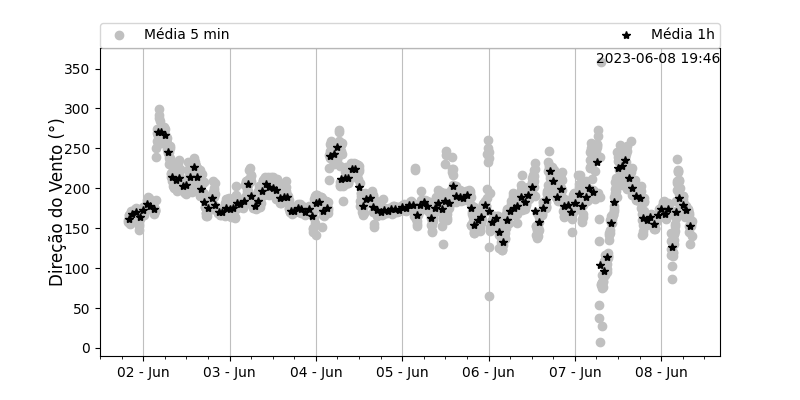 Média 5 min
Média 1h
2023-06-08 19:46
Direção do Vento (°)
350
300
250
200
150
100
50
0
02 - Jun
03 - Jun
04 - Jun
05 - Jun
06 - Jun
07 - Jun
08 - Jun